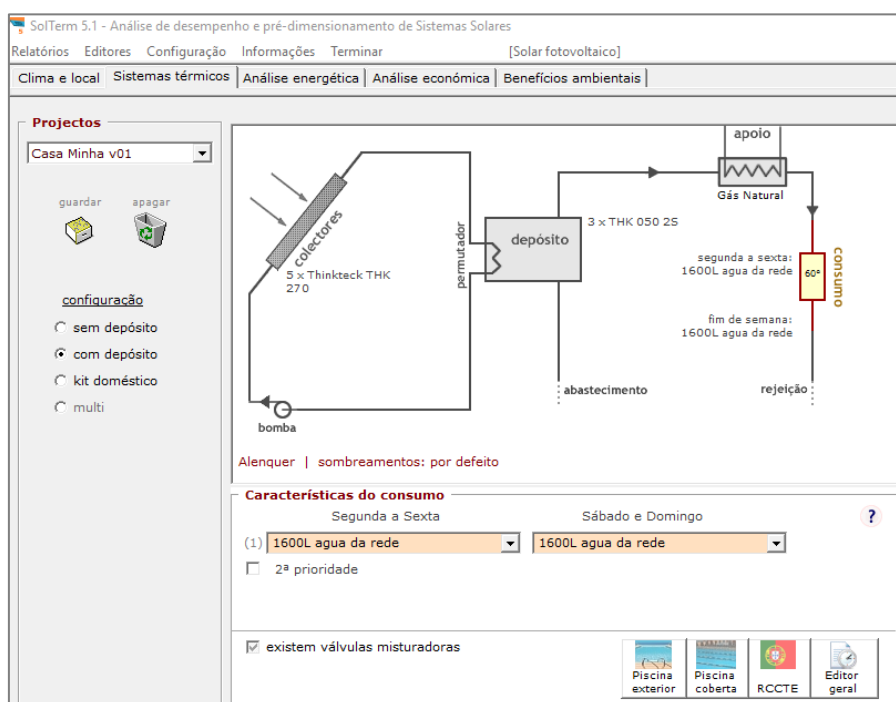 SolTerm 5.1 - Análise de desempenho e pré-dimensionamento de Sistemas Solares
Relatórios Editores Configuração Informações Terminar [Solar fotovoltaico]
Clima e local Sistemas térmicos Análise energética Análise económica Benefícios ambientais
Projectos
Casa Minha v01
guardar apagar
configuração
sem depósito
com depósito
kit doméstico
multi
apoio
Gás Natural
colectores
5 x Thinkteck THK
270
permutador
depósito
3 x THK 050 2S
segunda a sexta:
1600L agua da rede
60º
consumo
fim de semana:
1600L agua da rede
abastecimento
rejeição
bomba
Alenquer | sombreamentos: por defeito
Características do consumo
Segunda a Sexta Sábado e Domingo ?
(1) 1600L agua da rede 1600L agua da rede
2ª prioridade
existem válvulas misturadoras
Piscina
exterior
Piscina
coberta
RCCTE
Editor
geral